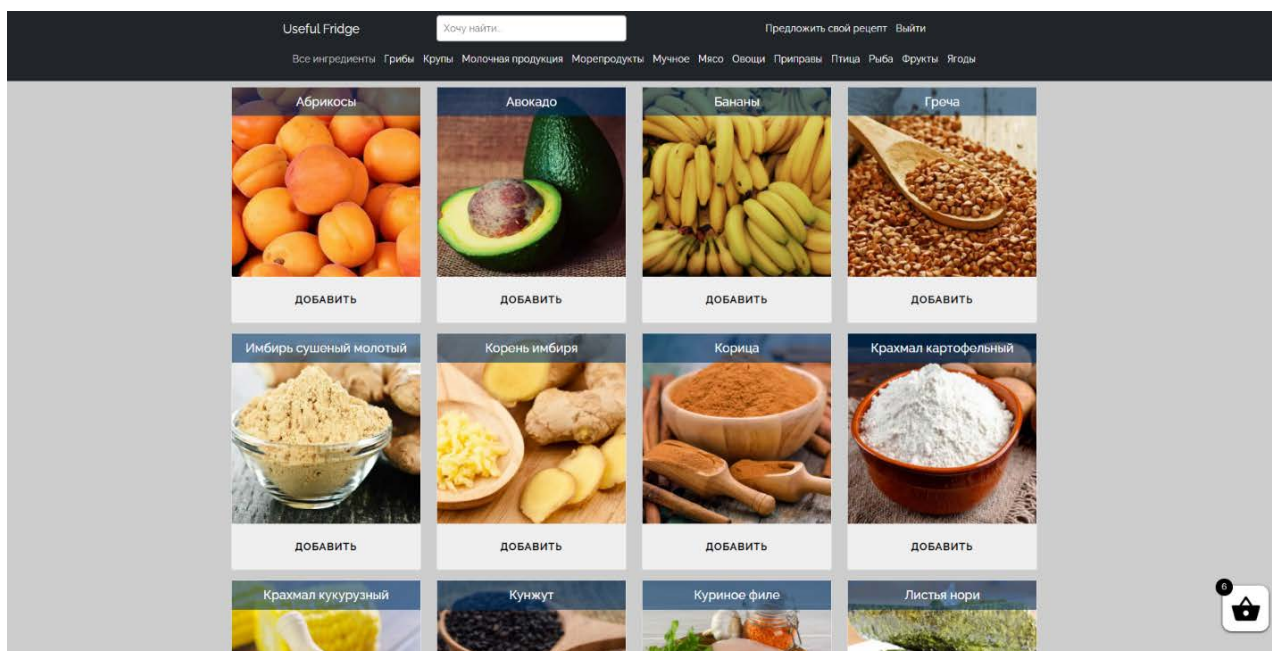 Useful Fridge
Хочу найти..
Предложить свой рецепт Выйти
Все ингредиенты Грибы Крупы Молочная продукция Морепродукты Мучное Мясо Овощи Приправы Птица Рыба Фрукты Ягоды
Абрикосы
Авокадо
Бананы
Греча
ДОБАВИТЬ
ДОБАВИТЬ
ДОБАВИТЬ
ДОБАВИТЬ
Имбирь сушеный молотый
Корень имбиря
Корица
Крахмал картофельный
ДОБАВИТЬ
ДОБАВИТЬ
ДОБАВИТЬ
ДОБАВИТЬ
Крахмал кукурузный
Кунжут
Куриное филе
Листья нори
6